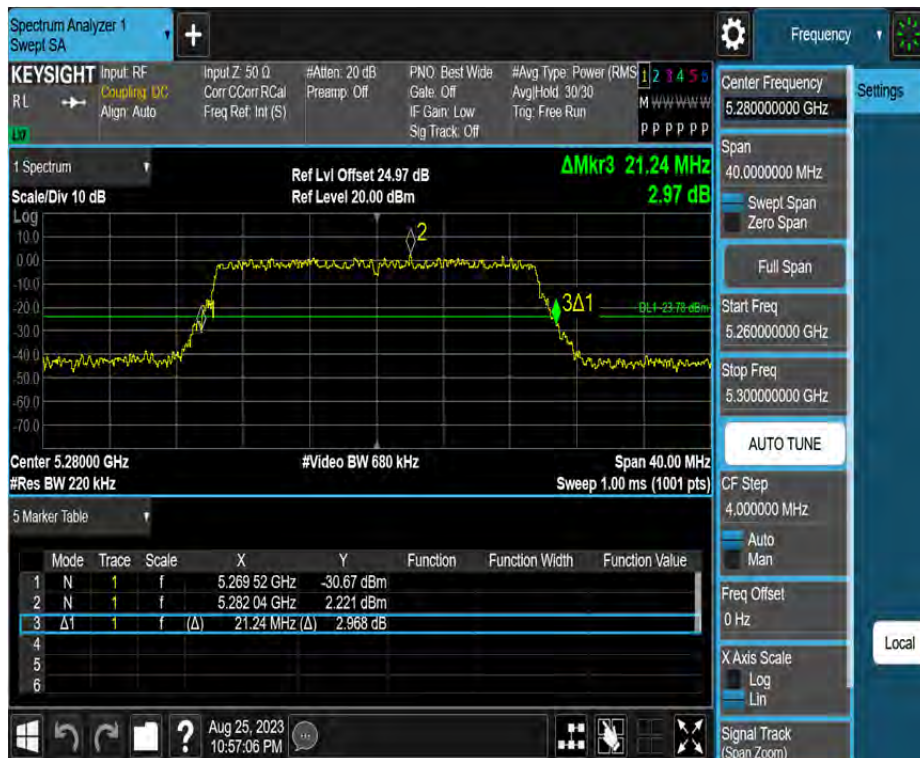 Spectrum Analyzer 1
Swept SA
+
Frequency
KEYSIGHT
RL
LXI
Input: RF
Coupling: DC
Align: Auto
Input Z: 50 Ω
Corr CCorr RCal
Freq Ref: Int (S)
#Atten: 20 dB
Preamp: Off
PNO: Best Wide
Gate: Off
IF Gain: Low
Sig Track: Off
#Avg Type: Power (RMS
Avg|Hold: 30/30
Trig: Free Run
1 2 3 4 5 6
M W W W W W
P P P P P P
1 Spectrum
Scale/Div 10 dB
Ref Lvl Offset 24.97 dB
Ref Level 20.00 dBm
ΔMkr3 21.24 MHz
2.97 dB
Log
10.0
0.00
-10.0
-20.0
-30.0
-40.0
-50.0
-60.0
-70.0
2
3Δ1
DL1 -23.78 dBm
Center 5.28000 GHz
#Video BW 680 kHz
Span 40.00 MHz
#Res BW 220 kHz
Sweep 1.00 ms (1001 pts)
5 Marker Table
Mode Trace Scale X Y Function Function Width Function Value
1 N 1 f 5.269 52 GHz -30.67 dBm
2 N 1 f 5.282 04 GHz 2.221 dBm
3 Δ1 1 f (Δ) 21.24 MHz (Δ) 2.968 dB
4
5
6
?
Aug 25, 2023
10:57:06 PM
Center Frequency
5.280000000 GHz
Span
40.0000000 MHz
Swept Span
Zero Span
Full Span
Start Freq
5.260000000 GHz
Stop Freq
5.300000000 GHz
AUTO TUNE
CF Step
4.000000 MHz
Auto
Man
Freq Offset
0 Hz
X Axis Scale
Log
Lin
Signal Track
(Span Zoom)
Settings
Local